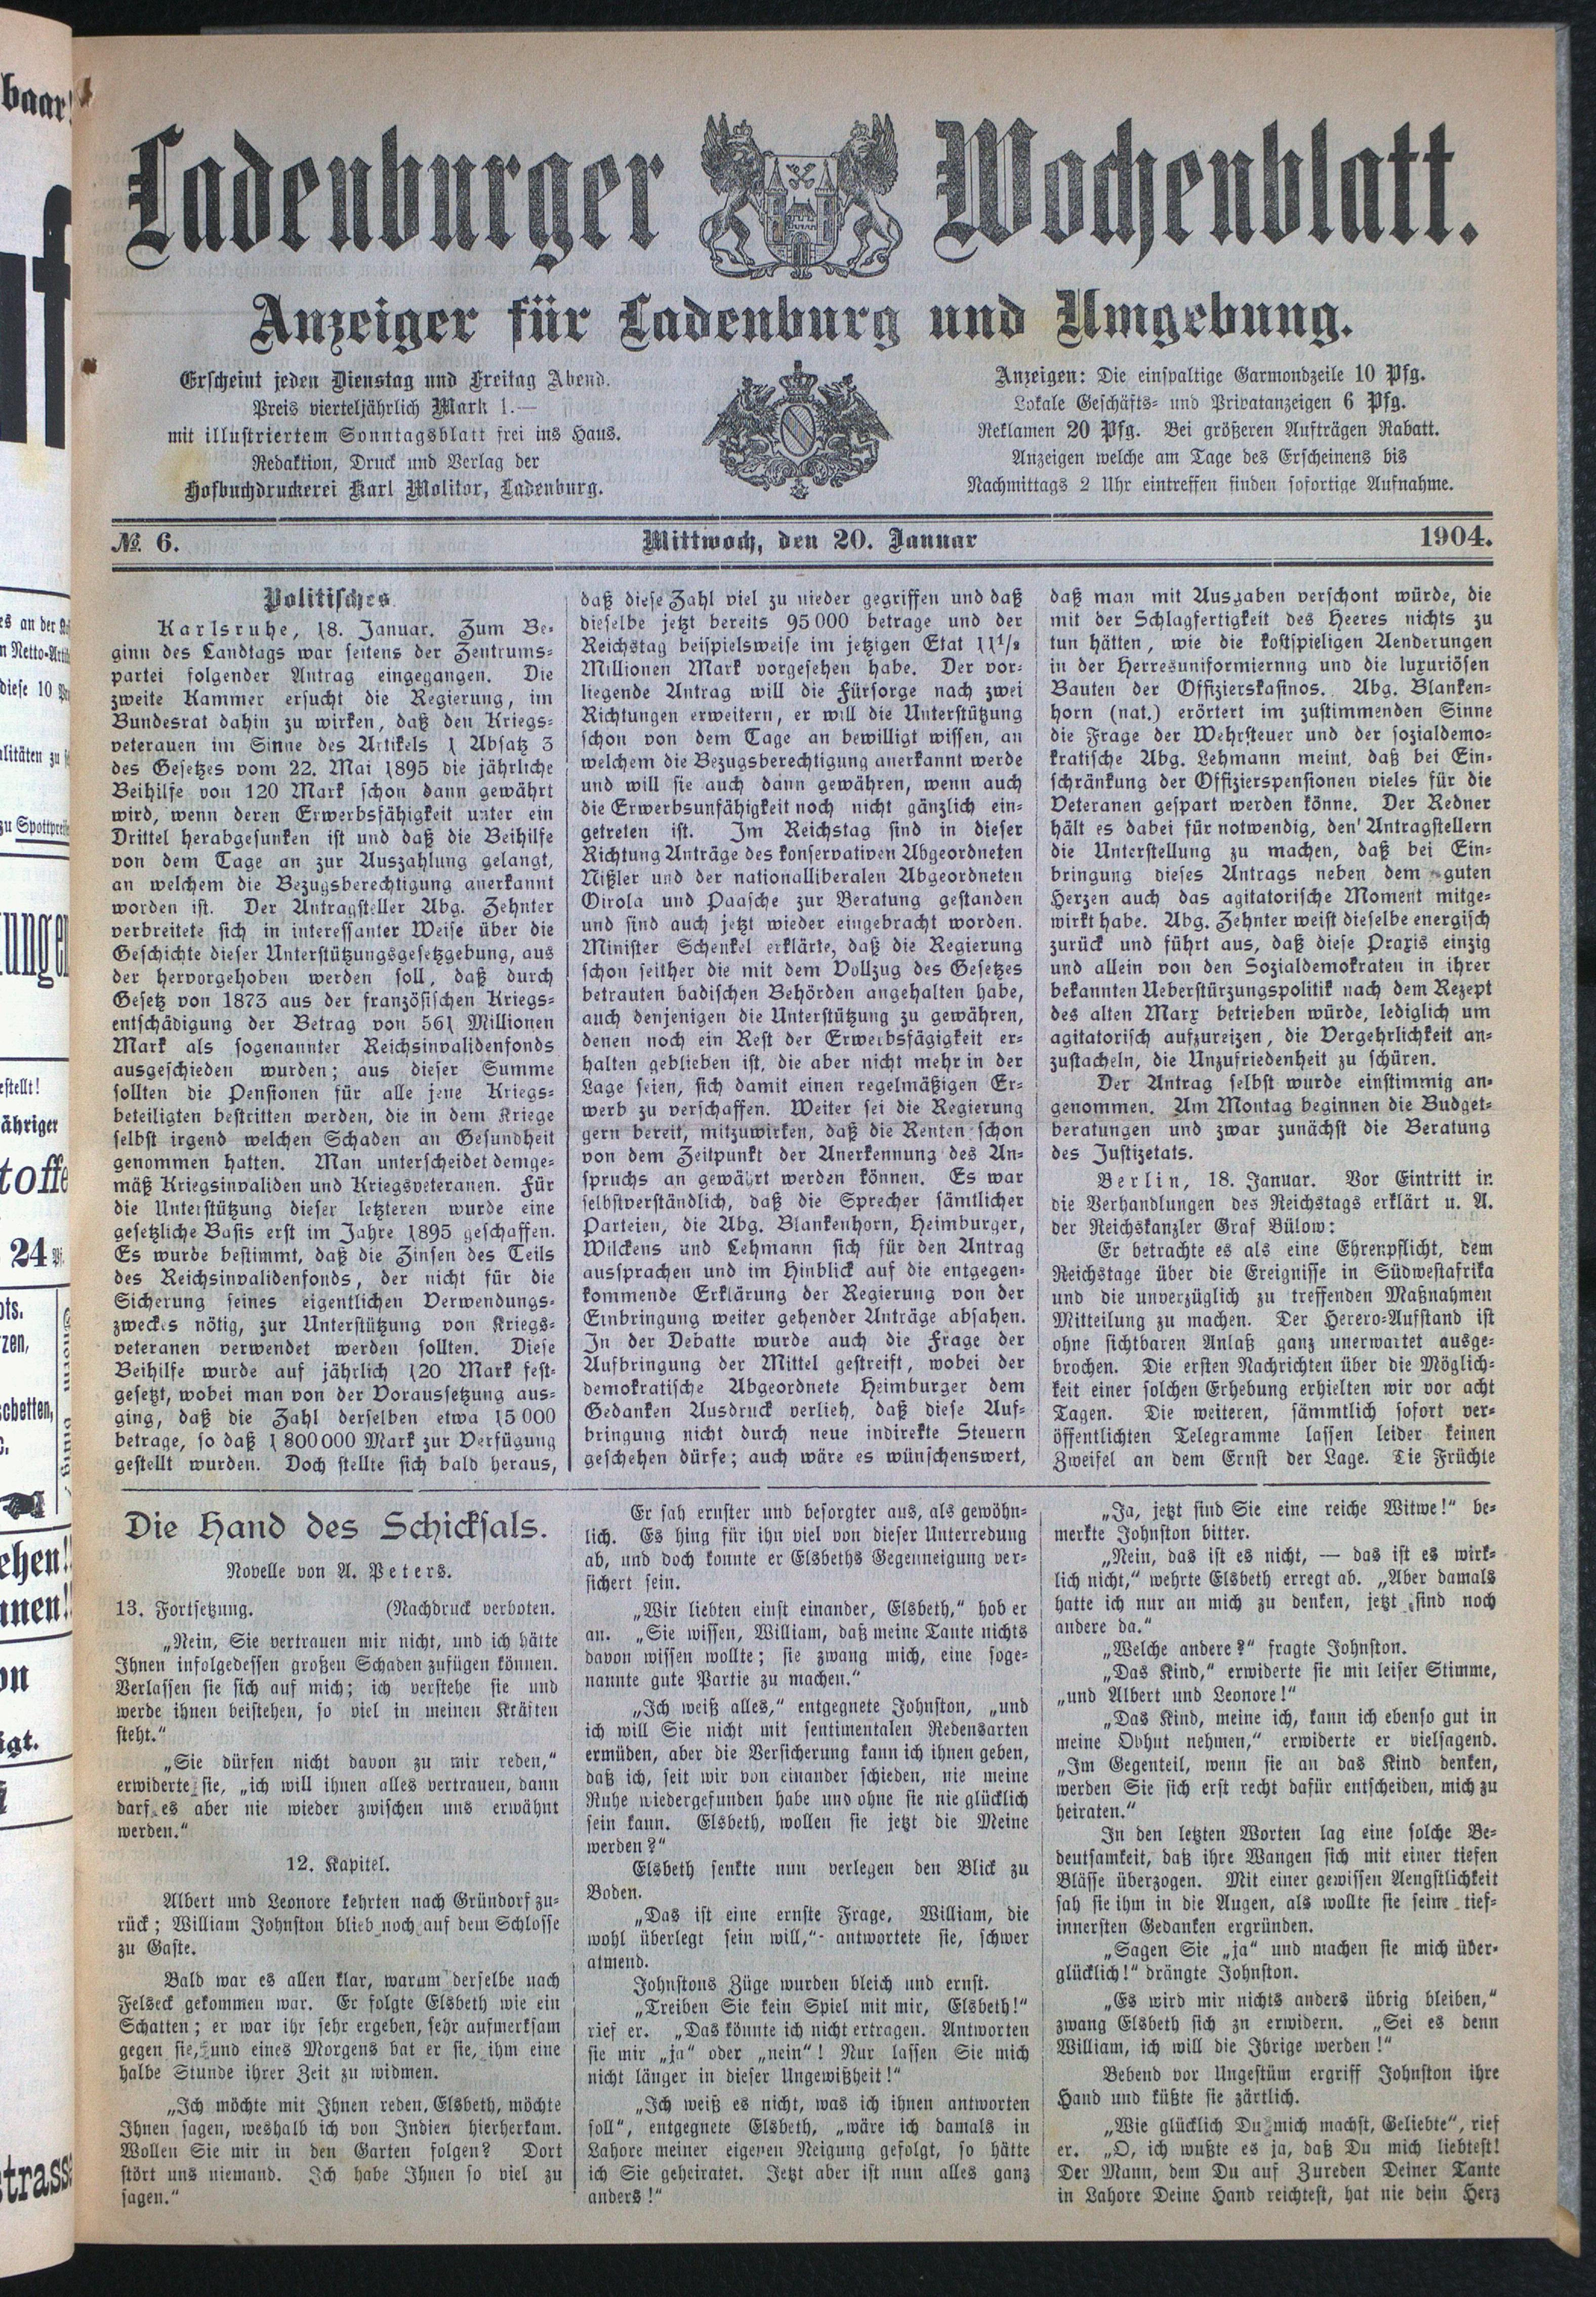 Ladenburger Wochenblatt.
Anzeiger für Ladenburg und Umgebung.
Erscheint jeden Dienstag und Freitag Abend.
Preis vierteljährlich Mark 1.—
mit illustriertem Sonntagsblatt frei ins Haus.
Redaktion, Druck und Verlag der
Hofbuchdruckerei Karl Molitor, Ladenburg.
Anzeigen: Die einspaltige Garmondzeile 10 Pfg.
Lokale Geschäfts- und Privatanzeigen 6 Pfg.
Reklamen 20 Pfg. Bei größeren Aufträgen Rabatt.
Anzeigen welche am Tage des Erscheinens bis
Nachmittags 2 Uhr eintreffen finden sofortige Aufnahme.
№ 6. Mittwoch, den 20. Januar 1904.
Politisches.
Karlsruhe, 18. Januar. Zum Be-
ginn des Landtags war seitens der Zentrums-
partei folgender Antrag eingegangen. Die
zweite Kammer ersucht die Regierung, im
Bundesrat dahin zu wirken, daß den Kriegs-
veteranen im Sinne des Artikels 1 Absatz 3
des Gesetzes vom 22. Mai 1895 die jährliche
Beihilfe von 120 Mark schon dann gewährt
wird, wenn deren Erwerbsfähigkeit unter ein
Drittel herabgesunken ist und daß die Beihilfe
von dem Tage an zur Auszahlung gelangt,
an welchem die Bezugsberechtigung anerkannt
worden ist. Der Antragsteller Abg. Zehnter
verbreitete sich in interessanter Weise über die
Geschichte dieser Unterstützungsgesetzgebung, aus
der hervorgehoben werden soll, daß durch
Gesetz von 1873 aus der französischen Kriegs-
entschädigung der Betrag von 561 Millionen
Mark als sogenannter Reichsinvalidenfonds
ausgeschieden wurden; aus dieser Summe
sollten die Pensionen für alle jene Kriegs-
beteiligten bestritten werden, die in dem Kriege
selbst irgend welchen Schaden an Gesundheit
genommen hatten. Man unterscheidet demge-
mäß Kriegsinvaliden und Kriegsveteranen. Für
die Unterstützung dieser letzteren wurde eine
gesetzliche Basis erst im Jahre 1895 geschaffen.
Es wurde bestimmt, daß die Zinsen des Teils
des Reichsinvalidenfonds, der nicht für die
Sicherung seines eigentlichen Verwendungs-
zweckes nötig, zur Unterstützung von Kriegs-
veteranen verwendet werden sollten. Diese
Beihilfe wurde auf jährlich 120 Mark fest-
gesetzt, wobei man von der Voraussetzung aus-
ging, daß die Zahl derselben etwa 15 000
betrage, so daß 1 800 000 Mark zur Verfügung
gestellt wurden. Doch stellte sich bald heraus,
daß diese Zahl viel zu nieder gegriffen und daß
dieselbe jetzt bereits 95 000 betrage und der
Reichstag beispielsweise im jetzigen Etat 11½
Millionen Mark vorgesehen habe. Der vor-
liegende Antrag will die Fürsorge nach zwei
Richtungen erweitern, er will die Unterstützung
schon von dem Tage an bewilligt wissen, an
welchem die Bezugsberechtigung anerkannt werde
und will sie auch dann gewähren, wenn auch
die Erwerbsunfähigkeit noch nicht gänzlich ein-
getreten ist. Im Reichstag sind in dieser
Richtung Anträge des konservativen Abgeordneten
Nißler und der nationalliberalen Abgeordneten
Oirola und Paasche zur Beratung gestanden
und sind auch jetzt wieder eingebracht worden.
Minister Schenkel erklärte, daß die Regierung
schon seither die mit dem Vollzug des Gesetzes
betrauten badischen Behörden angehalten habe,
auch denjenigen die Unterstützung zu gewähren,
denen noch ein Rest der Erwerbsfägigkeit er-
halten geblieben ist, die aber nicht mehr in der
Lage seien, sich damit einen regelmäßigen Er-
werb zu verschaffen. Weiter sei die Regierung
gern bereit, mitzuwirken, daß die Renten schon
von dem Zeitpunkt der Anerkennung des An-
spruchs an gewährt werden können. Es war
selbstverständlich, daß die Sprecher sämtlicher
Parteien, die Abg. Blankenhorn, Heimburger,
Wilckens und Lehmann sich für den Antrag
aussprachen und im Hinblick auf die entgegen-
kommende Erklärung der Regierung von der
Einbringung weiter gehender Anträge absahen.
In der Debatte wurde auch die Frage der
Aufbringung der Mittel gestreift, wobei der
demokratische Abgeordnete Heimburger dem
Gedanken Ausdruck verlieh, daß diese Auf-
bringung nicht durch neue indirekte Steuern
geschehen dürfe; auch wäre es wünschenswert,
daß man mit Ausgaben verschont würde, die
mit der Schlagfertigkeit des Heeres nichts zu
tun hätten, wie die kostspieligen Aenderungen
in der Herresuniformiernng und die luxuriösen
Bauten der Offizierskasinos. Abg. Blanken-
horn (nat.) erörtert im zustimmenden Sinne
die Frage der Wehrsteuer und der sozialdemo-
kratische Abg. Lehmann meint, daß bei Ein-
schränkung der Offizierspensionen vieles für die
Veteranen gespart werden könne. Der Redner
hält es dabei für notwendig, den Antragstellern
die Unterstellung zu machen, daß bei Ein-
bringung dieses Antrags neben dem guten
Herzen auch das agitatorische Moment mitge-
wirkt habe. Abg. Zehnter weist dieselbe energisch
zurück und führt aus, daß diese Praxis einzig
und allein von den Sozialdemokraten in ihrer
bekannten Ueberstürzungspolitik nach dem Rezept
des alten Marx betrieben würde, lediglich um
agitatorisch aufzureizen, die Vergehrlichkeit an-
zustacheln, die Unzufriedenheit zu schüren.
Der Antrag selbst wurde einstimmig an-
genommen. Am Montag beginnen die Budget-
beratungen und zwar zunächst die Beratung
des Justizetats.
Berlin, 18. Januar. Vor Eintritt in
die Verhandlungen des Reichstags erklärt u. A.
der Reichskanzler Graf Bülow:
Er betrachte es als eine Ehrenpflicht, dem
Reichstage über die Ereignisse in Südwestafrika
und die unverzüglich zu treffenden Maßnahmen
Mitteilung zu machen. Der Herero-Aufstand ist
ohne sichtbaren Anlaß ganz unerwartet ausge-
brochen. Die ersten Nachrichten über die Möglich-
keit einer solchen Erhebung erhielten wir vor acht
Tagen. Die weiteren, sämmtlich sofort ver-
öffentlichten Telegramme lassen leider keinen
Zweifel an dem Ernst der Lage. Die Früchte
Die Hand des Schicksals.
Novelle von A. Peters.
13. Fortsetzung. (Nachdruck verboten.
„Nein, Sie vertrauen mir nicht, und ich hätte
Ihnen infolgedessen großen Schaden zufügen können.
Verlassen sie sich auf mich; ich verstehe sie und
werde ihnen beistehen, so viel in meinen Kräften
steht.“
„Sie dürfen nicht davon zu mir reden,“
erwiderte sie, „ich will ihnen alles vertrauen, dann
darf es aber nie wieder zwischen uns erwähnt
werden.“
12. Kapitel.
Albert und Leonore kehrten nach Gründorf zu-
rück; William Johnston blieb noch auf dem Schlosse
zu Gaste.
Bald war es allen klar, warum derselbe nach
Felseck gekommen war. Er folgte Elsbeth wie ein
Schatten; er war ihr sehr ergeben, sehr aufmerksam
gegen sie, und eines Morgens bat er sie, ihm eine
halbe Stunde ihrer Zeit zu widmen.
„Ich möchte mit Ihnen reden, Elsbeth, möchte
Ihnen sagen, weshalb ich von Indien hierherkam.
Wollen Sie mir in den Garten folgen? Dort
stört uns niemand. Ich habe Ihnen so viel zu
sagen.“
Er sah ernster und besorgter aus, als gewöhn-
lich. Es hing für ihn viel von dieser Unterredung
ab, und doch konnte er Elsbeths Gegenneigung ver-
sichert sein.
„Wir liebten einst einander, Elsbeth,“ hob er
an. „Sie wissen, William, daß meine Tante nichts
davon wissen wollte; sie zwang mich, eine soge-
nannte gute Partie zu machen.“
„Ich weiß alles,“ entgegnete Johnston, „und
ich will Sie nicht mit sentimentalen Redensarten
ermüden, aber die Versicherung kann ich ihnen geben,
daß ich, seit wir von einander schieden, nie meine
Ruhe wiedergefunden habe und ohne sie nie glücklich
sein kann. Elsbeth, wollen sie jetzt die Meine
werden?“
Elsbeth senkte nun verlegen den Blick zu
Boden.
„Das ist eine ernste Frage, William, die
wohl überlegt sein will,“ antwortete sie, schwer
atmend.
Johnstons Züge wurden bleich und ernst.
„Treiben Sie kein Spiel mit mir, Elsbeth!“
rief er. „Das könnte ich nicht ertragen. Antworten
sie mir „ja“ oder „nein“! Nur lassen Sie mich
nicht länger in dieser Ungewißheit!“
„Ich weiß es nicht, was ich ihnen antworten
soll“, entgegnete Elsbeth, „wäre ich damals in
Lahore meiner eigenen Neigung gefolgt, so hätte
ich Sie geheiratet. Jetzt aber ist nun alles ganz
anders!“
„Ja, jetzt sind Sie eine reiche Witwe!“ be-
merkte Johnston bitter.
„Nein, das ist es nicht, — das ist es wirk-
lich nicht,“ wehrte Elsbeth erregt ab. „Aber damals
hatte ich nur an mich zu denken, jetzt sind noch
andere da.“
„Welche andere?“ fragte Johnston.
„Das Kind,“ erwiderte sie mit leiser Stimme,
„und Albert und Leonore!“
„Das Kind, meine ich, kann ich ebenso gut in
meine Obhut nehmen,“ erwiderte er vielsagend.
„Im Gegenteil, wenn sie an das Kind denken,
werden Sie sich erst recht dafür entscheiden, mich zu
heiraten.“
In den letzten Worten lag eine solche Be-
deutsamkeit, daß ihre Wangen sich mit einer tiefen
Blässe überzogen. Mit einer gewissen Aengstlichkeit
sah sie ihm in die Augen, als wollte sie seine tief-
innersten Gedanken ergründen.
„Sagen Sie „ja“ und machen sie mich über-
glücklich!“ drängte Johnston.
„Es wird mir nichts anders übrig bleiben,“
zwang Elsbeth sich zu erwidern. „Sei es denn
William, ich will die Ihrige werden!“
Bebend vor Ungestüm ergriff Johnston ihre
Hand und küßte sie zärtlich.
„Wie glücklich Du mich machst, Geliebte“, rief
er. „O, ich wußte es ja, daß Du mich liebtest!
Der Mann, dem Du auf Zureden Deiner Tante
in Lahore Deine Hand reichtest, hat nie dein Herz